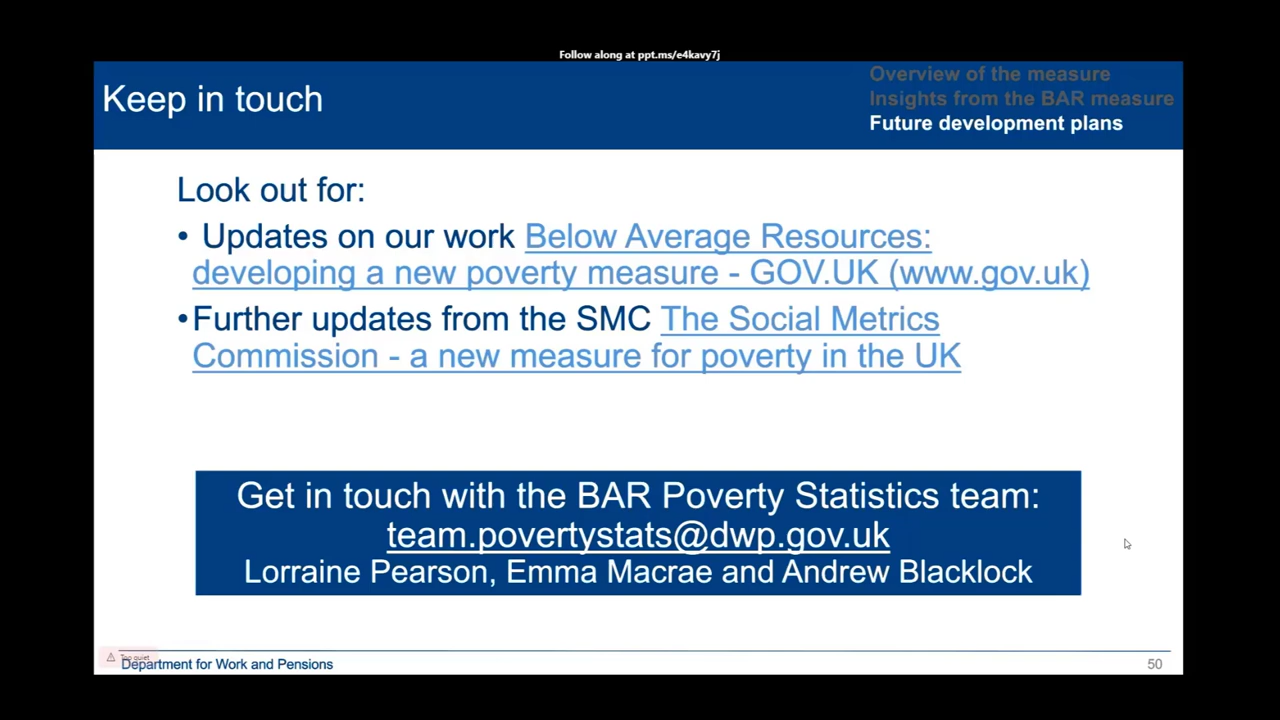 Follow along at ppt.ms/e4kavy7j
Keep in touch
Overview of the measure
Insights from the BAR measure
Future development plans
Look out for:
• Updates on our work Below Average Resources:
developing a new poverty measure - GOV.UK (www.gov.uk)
•Further updates from the SMC The Social Metrics
Commission - a new measure for poverty in the UK
Get in touch with the BAR Poverty Statistics team:
team.povertystats@dwp.gov.uk
Lorraine Pearson, Emma Macrae and Andrew Blacklock
Too quiet
Department for Work and Pensions
50